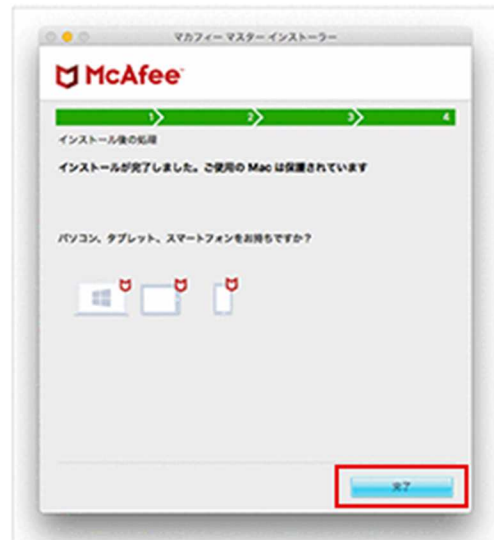 マカフィー マスター インストーラー
McAfee
1 2 3 4
インストール後の処理
インストールが完了しました。ご使用の Mac は保護されています
パソコン、タブレット、スマートフォンをお持ちですか？
完了